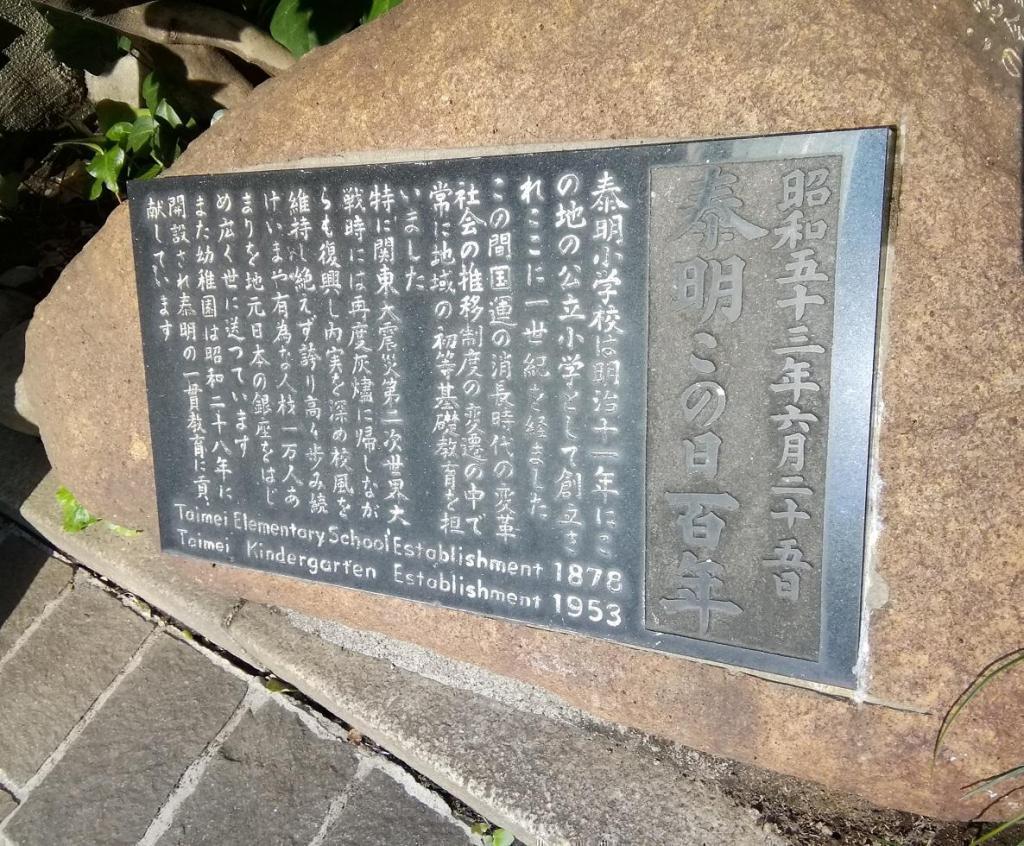 昭和五十三年六月二十五日
泰明この日百年
泰明小学校は明治十一年にこ
の地の公立小学として創立さ
れここに一世紀を経ました
この間国運の消長時代の変革
社会の推移制度の変遷の中で
常に地域の初等基礎教育を担
いました
特に関東大震災第二次世界大
戦時には再度灰燼に帰しなが
らも復興し内実を深め校風を
維持し絶えず誇り高く歩み続
けいまや有為な人材一万人あ
まりを地元日本の銀座をはじ
め広く世に送つています
また幼稚園は昭和二十八年に
開設され泰明の一貫教育に貢
献しています
Taimei Elementary School Establishment 1878
Taimei Kindergarten Establishment 1953